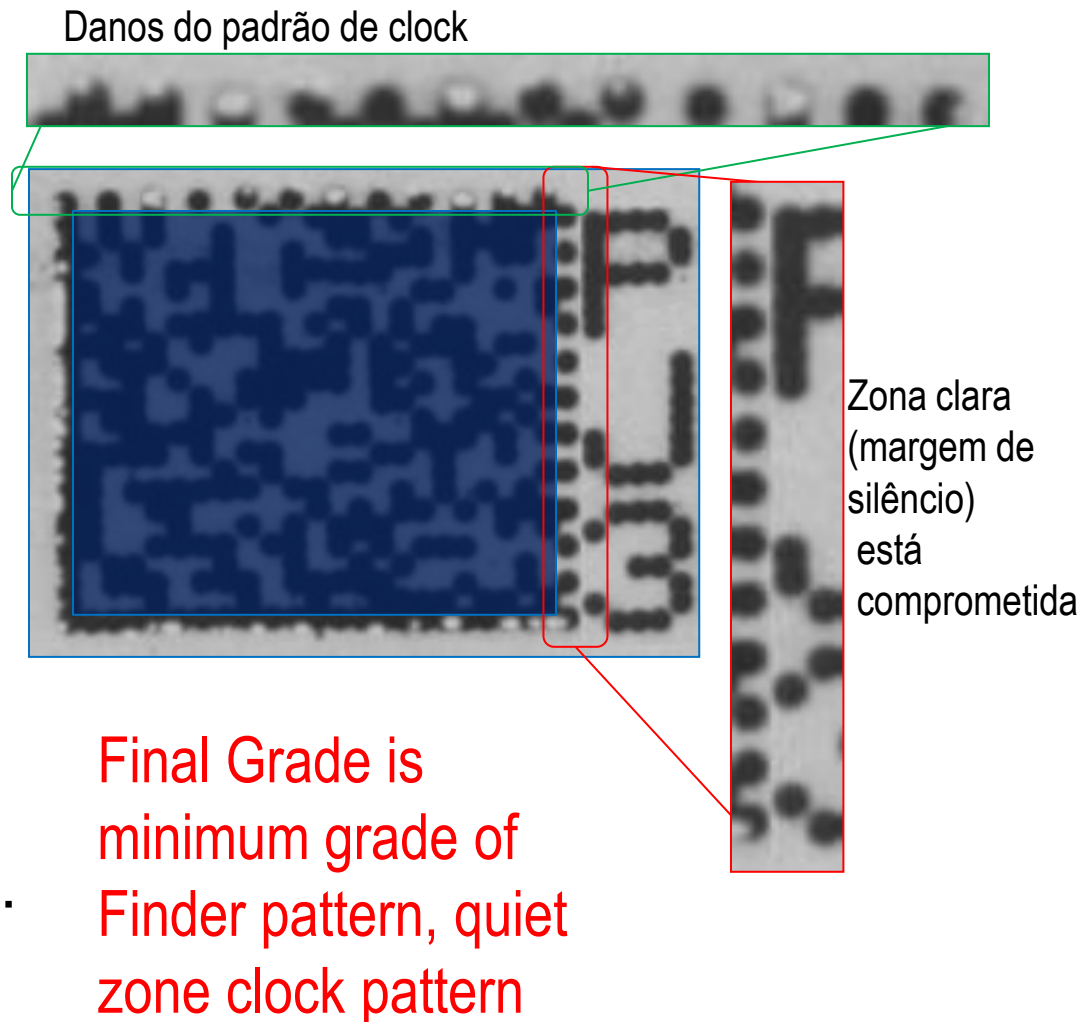 Danos do padrão de clock
Zona clara
(margem de
silêncio)
está
comprometida
Final Grade is
minimum grade of
Finder pattern, quiet
zone clock pattern